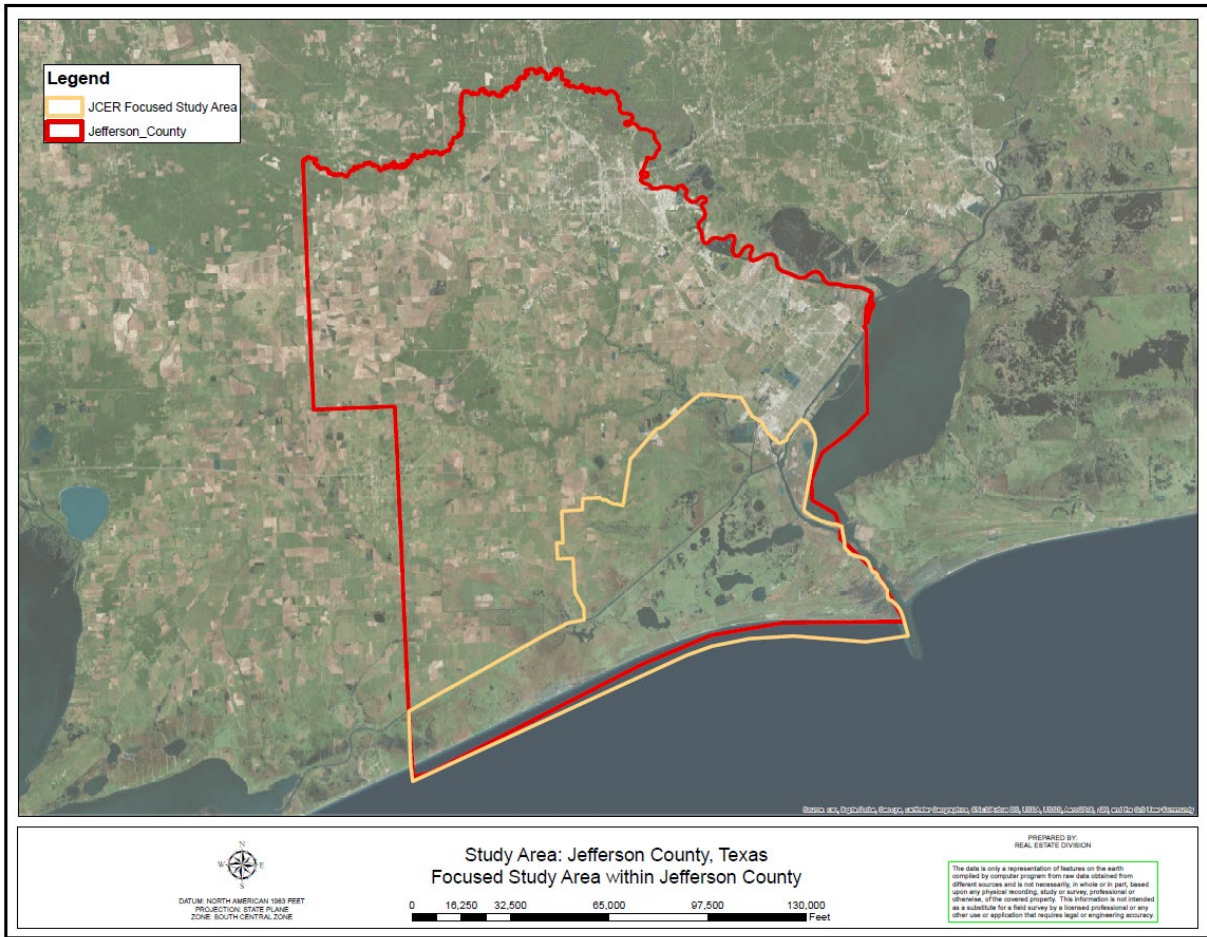 Legend
JCER Focused Study Area
Jefferson_County
N
W E
S
DATUM: NORTH AMERICAN 1983 FEET
PROJECTION: STATE PLANE
ZONE: SOUTH CENTRAL ZONE
Study Area: Jefferson County, Texas
Focused Study Area within Jefferson County
0 16,250 32,500 65,000 97,500 130,000
Feet
PREPARED BY:
REAL ESTATE DIVISION
The data is only a representation of features on the earth
compiled by computer program from raw data obtained from
different sources and is not necessarily, in whole or in part, based
upon any physical recording, study or survey, professional or
otherwise, of the covered property. This information is not intended
as a substitute for a field survey by a licensed professional or any
other use or application that requires legal or engineering accuracy.